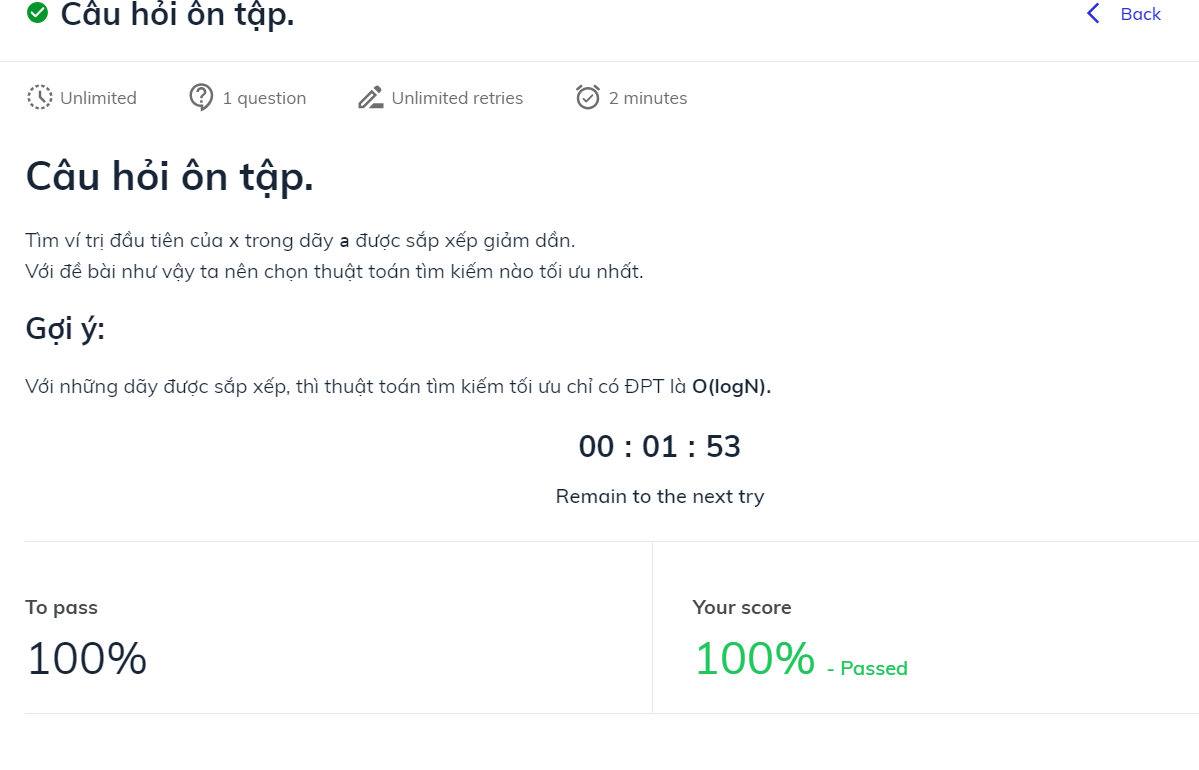 Câu hỏi ôn tập.
Back
Unlimited
1 question
Unlimited retries
2 minutes
Câu hỏi ôn tập.
Tìm ví trị đầu tiên của x trong dãy a được sắp xếp giảm dần.
Với đề bài như vậy ta nên chọn thuật toán tìm kiếm nào tối ưu nhất.
Gợi ý:
Với những dãy được sắp xếp, thì thuật toán tìm kiếm tối ưu chỉ có ĐPT là O(logN).
00 : 01 : 53
Remain to the next try
To pass
100%
Your score
100% - Passed